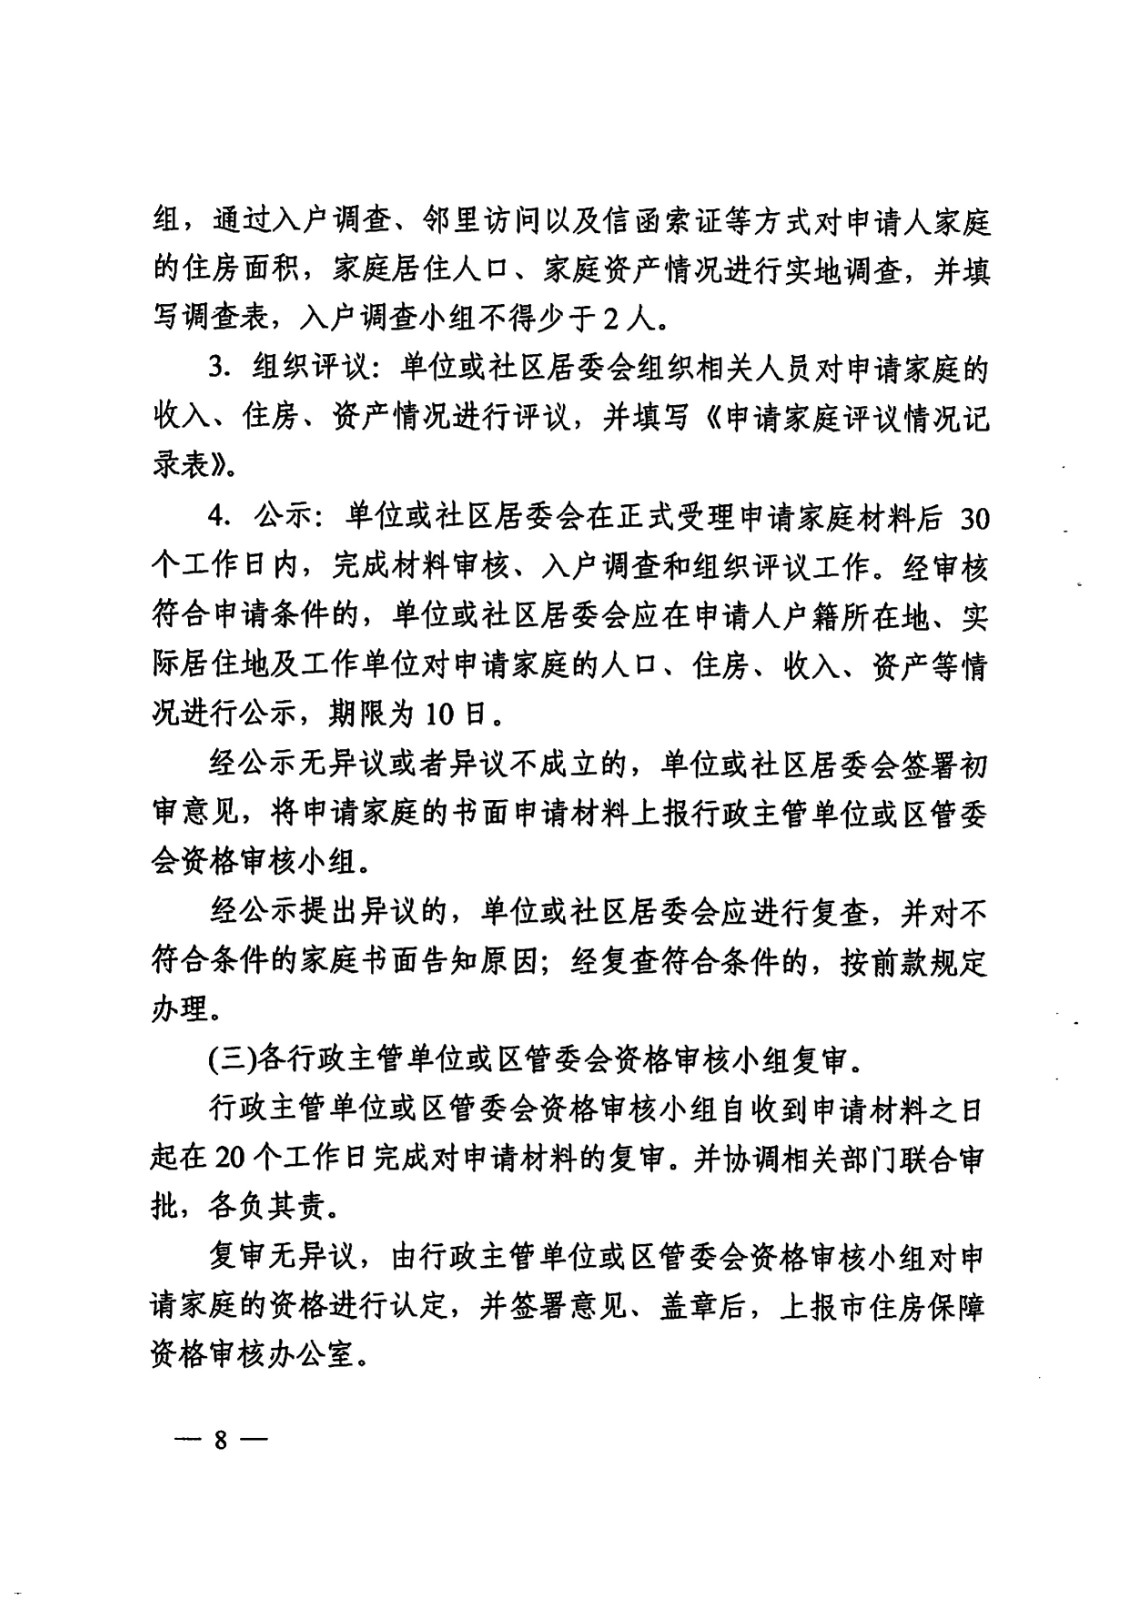 组，通过入户调查、邻里访问以及信函索证等方式对申请人家庭
的住房面积，家庭居住人口、家庭资产情况进行实地调查，并填
写调查表，入户调查小组不得少于2人。
3. 组织评议：单位或社区居委会组织相关人员对申请家庭的
收入、住房、资产情况进行评议，并填写《申请家庭评议情况记
录表》。
4. 公示：单位或社区居委会在正式受理申请家庭材料后 30
个工作日内，完成材料审核、入户调查和组织评议工作。经审核
符合申请条件的，单位或社区居委会应在申请人户籍所在地、实
际居住地及工作单位对申请家庭的人口、住房、收入、资产等情
况进行公示，期限为 10 日。
经公示无异议或者异议不成立的，单位或社区居委会签署初
审意见，将申请家庭的书面申请材料上报行政主管单位或区管委
会资格审核小组。
经公示提出异议的，单位或社区居委会应进行复查，并对不
符合条件的家庭书面告知原因；经复查符合条件的，按前款规定
办理。
(三)各行政主管单位或区管委会资格审核小组复审。
行政主管单位或区管委会资格审核小组自收到申请材料之日
起在 20 个工作日完成对申请材料的复审。并协调相关部门联合审
批，各负其责。
复审无异议，由行政主管单位或区管委会资格审核小组对申
请家庭的资格进行认定，并签署意见、盖章后，上报市住房保障
资格审核办公室。
— 8 —